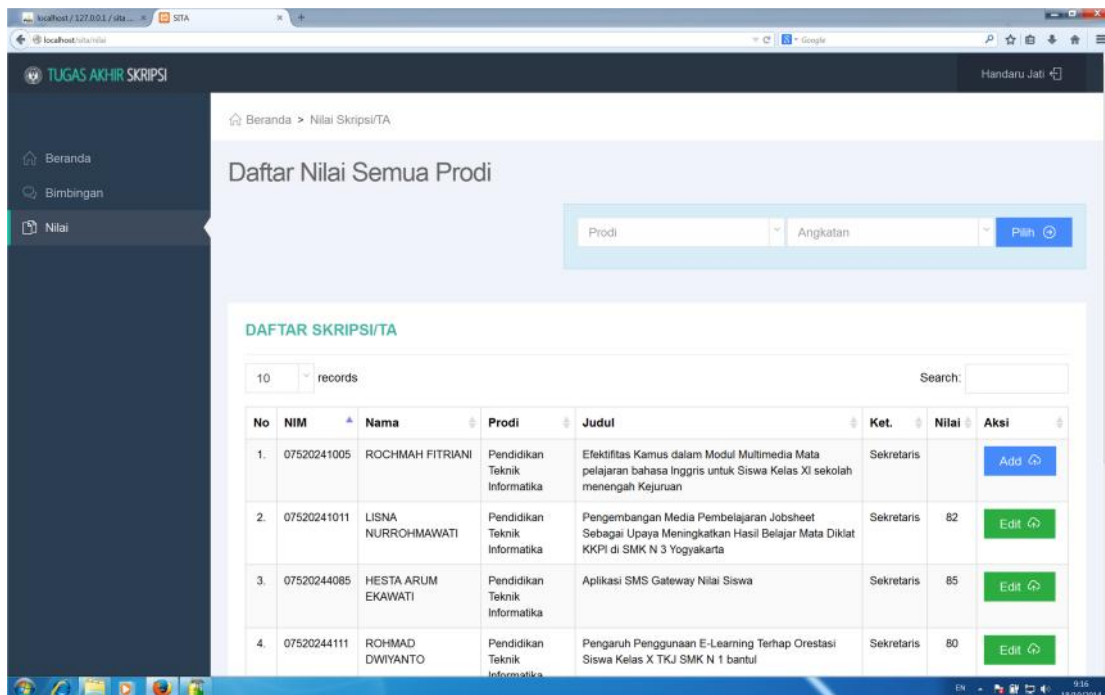 localhost / 127.0.0.1 / sita ...
SITA
localhost/sita/nilai
Google
TUGAS AKHIR SKRIPSI
Handaru Jati
Beranda > Nilai Skripsi/TA
Beranda
Bimbingan
Nilai
Daftar Nilai Semua Prodi
Prodi
Angkatan
Pilih
DAFTAR SKRIPSI/TA
10 records
Search:
No NIM Nama Prodi Judul Ket. Nilai Aksi
1. 07520241005 ROCHMAH FITRIANI Pendidikan Efektifitas Kamus dalam Modul Multimedia Mata Sekretaris Add
Teknik pelajaran bahasa Inggris untuk Siswa Kelas XI sekolah
Informatika menengah Kejuruan
2. 07520241011 LISNA Pendidikan Pengembangan Media Pembelajaran Jobsheet Sekretaris 82 Edit
NURROHMAWATI Teknik Sebagai Upaya Meningkatkan Hasil Belajar Mata Diklat
Informatika KKPI di SMK N 3 Yogyakarta
3. 07520244085 HESTA ARUM Pendidikan Aplikasi SMS Gateway Nilai Siswa Sekretaris 85 Edit
EKAWATI Teknik
Informatika
4. 07520244111 ROHMAD Pendidikan Pengaruh Penggunaan E-Learning Terhap Orestasi Sekretaris 80 Edit
DWIYANTO Teknik Siswa Kelas X TKJ SMK N 1 bantul
Informatika
EN
9:16